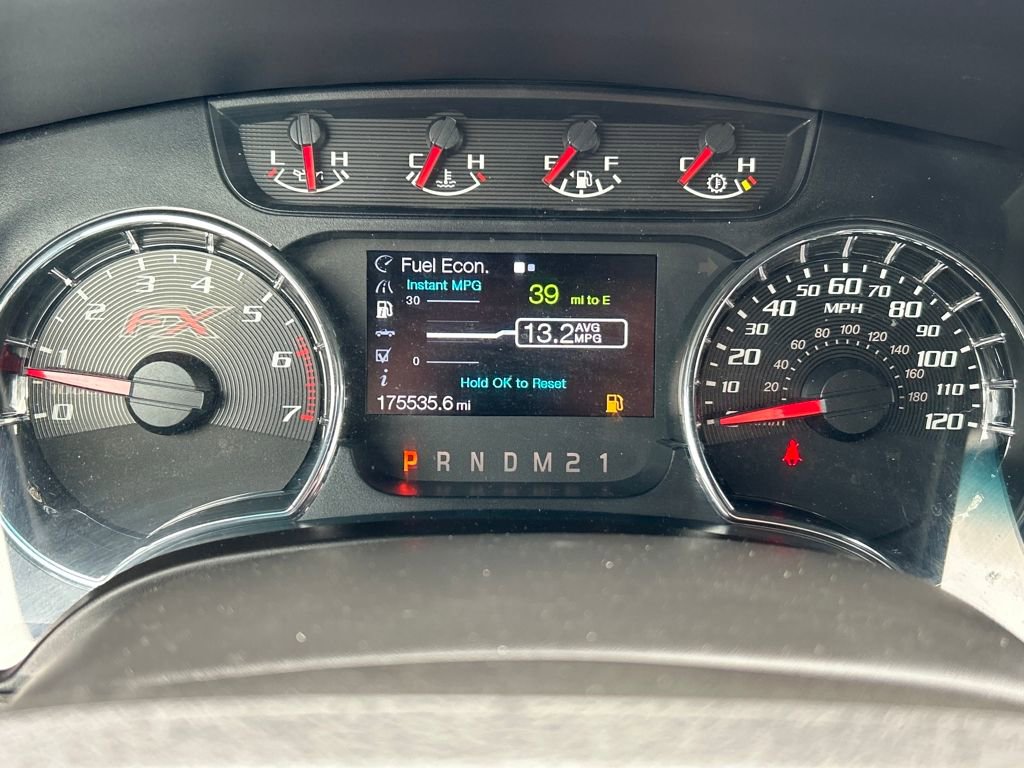 L H
C H
E F
C H
Fuel Econ.
Instant MPG
30
39 mi to E
13.2 AVG MPG
0
Hold OK to Reset
175535.6 mi
P R N D M 2 1
0 1 2 3 4 5 6 7
FX
10 20 30 40 50 60 70 80 90 100 110 120
MPH
20 40 60 80 100 120 140 160 180
i